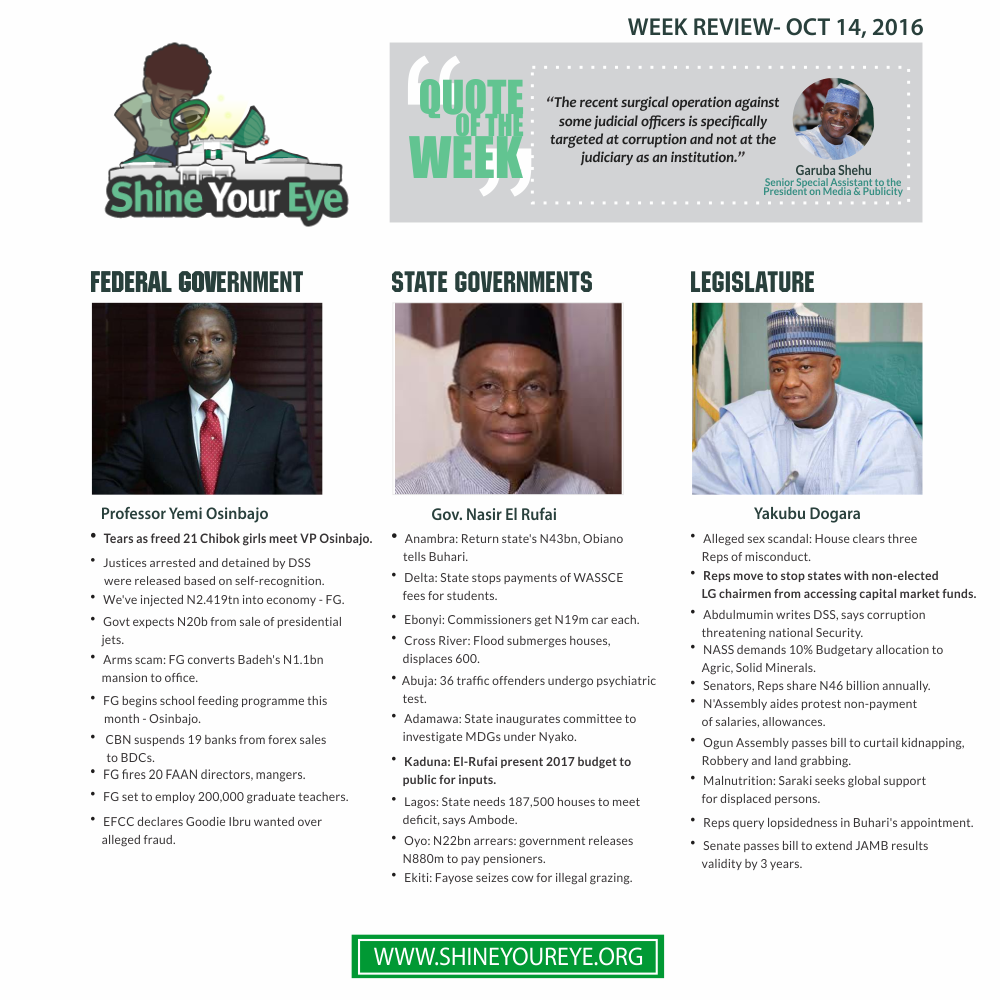 WEEK REVIEW- OCT 14, 2016
Shine Your Eye
“ QUOTE
OF THE
WEEK ”
“The recent surgical operation against
some judicial officers is specifically
targeted at corruption and not at the
judiciary as an institution.”
Garuba Shehu
Senior Special Assistant to the
President on Media & Publicity
FEDERAL GOVERNMENT
Professor Yemi Osinbajo
• Tears as freed 21 Chibok girls meet VP Osinbajo.
• Justices arrested and detained by DSS
were released based on self-recognition.
• We've injected N2.419tn into economy - FG.
• Govt expects N20b from sale of presidential
jets.
• Arms scam: FG converts Badeh's N1.1bn
mansion to office.
• FG begins school feeding programme this
month - Osinbajo.
• CBN suspends 19 banks from forex sales
to BDCs.
• FG fires 20 FAAN directors, mangers.
• FG set to employ 200,000 graduate teachers.
• EFCC declares Goodie Ibru wanted over
alleged fraud.
STATE GOVERNMENTS
Gov. Nasir El Rufai
• Anambra: Return state's N43bn, Obiano
tells Buhari.
• Delta: State stops payments of WASSCE
fees for students.
• Ebonyi: Commissioners get N19m car each.
• Cross River: Flood submerges houses,
displaces 600.
• Abuja: 36 traffic offenders undergo psychiatric
test.
• Adamawa: State inaugurates committee to
investigate MDGs under Nyako.
• Kaduna: El-Rufai present 2017 budget to
public for inputs.
• Lagos: State needs 187,500 houses to meet
deficit, says Ambode.
• Oyo: N22bn arrears: government releases
N880m to pay pensioners.
• Ekiti: Fayose seizes cow for illegal grazing.
LEGISLATURE
Yakubu Dogara
• Alleged sex scandal: House clears three
Reps of misconduct.
• Reps move to stop states with non-elected
LG chairmen from accessing capital market funds.
• Abdulmumin writes DSS, says corruption
threatening national Security.
• NASS demands 10% Budgetary allocation to
Agric, Solid Minerals.
• Senators, Reps share N46 billion annually.
• N'Assembly aides protest non-payment
of salaries, allowances.
• Ogun Assembly passes bill to curtail kidnapping,
Robbery and land grabbing.
• Malnutrition: Saraki seeks global support
for displaced persons.
• Reps query lopsidedness in Buhari's appointment.
• Senate passes bill to extend JAMB results
validity by 3 years.
WWW.SHINEYOUREYE.ORG